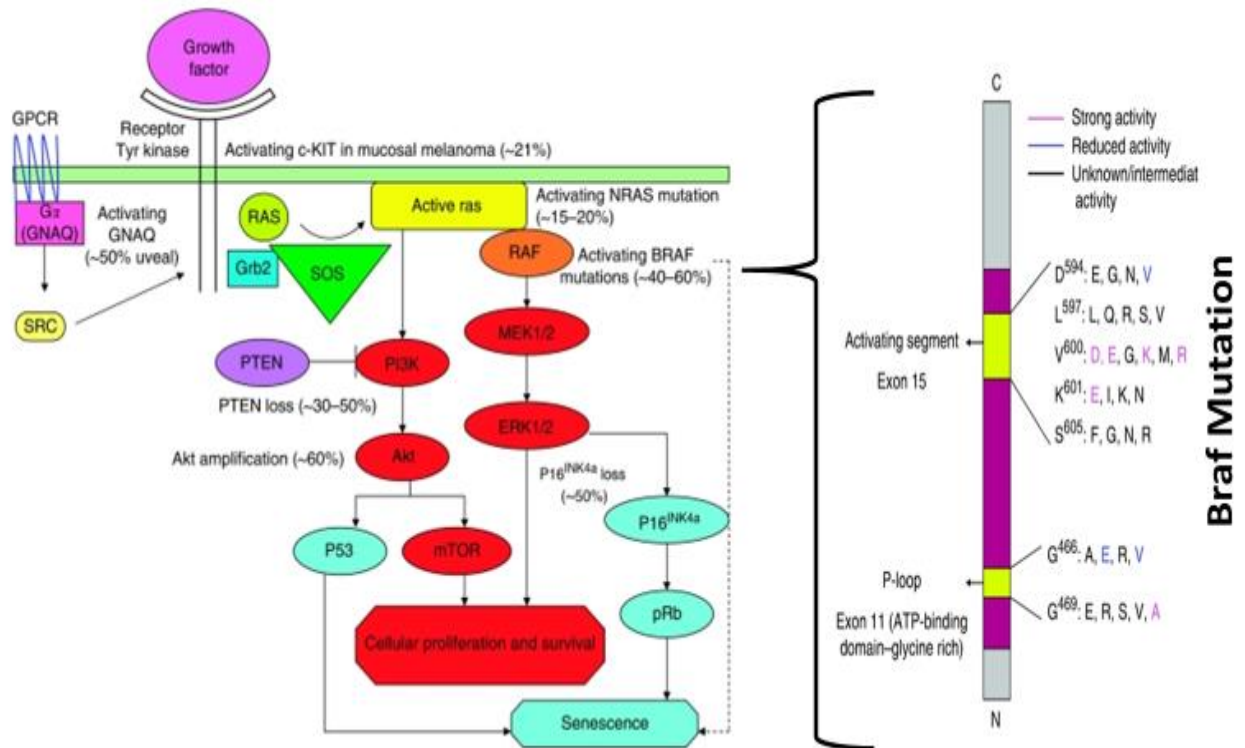 Growth
factor
GPCR
Receptor
Tyr kinase
Activating c-KIT in mucosal melanoma (~21%)
Gα
(GNAQ)
Activating
GNAQ
(~50% uveal)
SRC
RAS
Grb2
SOS
Active ras
Activating NRAS mutation
(~15–20%)
RAF
Activating BRAF
mutations (~40–60%)
MEK1/2
PTEN
PI3K
PTEN loss (~30–50%)
ERK1/2
Akt amplification (~60%)
Akt
P16INK4a loss
(~50%)
P16INK4a
P53
mTOR
pRb
Cellular proliferation and survival
Senescence
C
Strong activity
Reduced activity
Unknown/intermediat
activity
D594: E, G, N, V
L597: L, Q, R, S, V
Activating segment
V600: D, E, G, K, M, R
Exon 15
K601: E, I, K, N
S605: F, G, N, R
G466: A, E, R, V
P-loop
G469: E, R, S, V, A
Exon 11 (ATP-binding
domain–glycine rich)
N
Braf Mutation